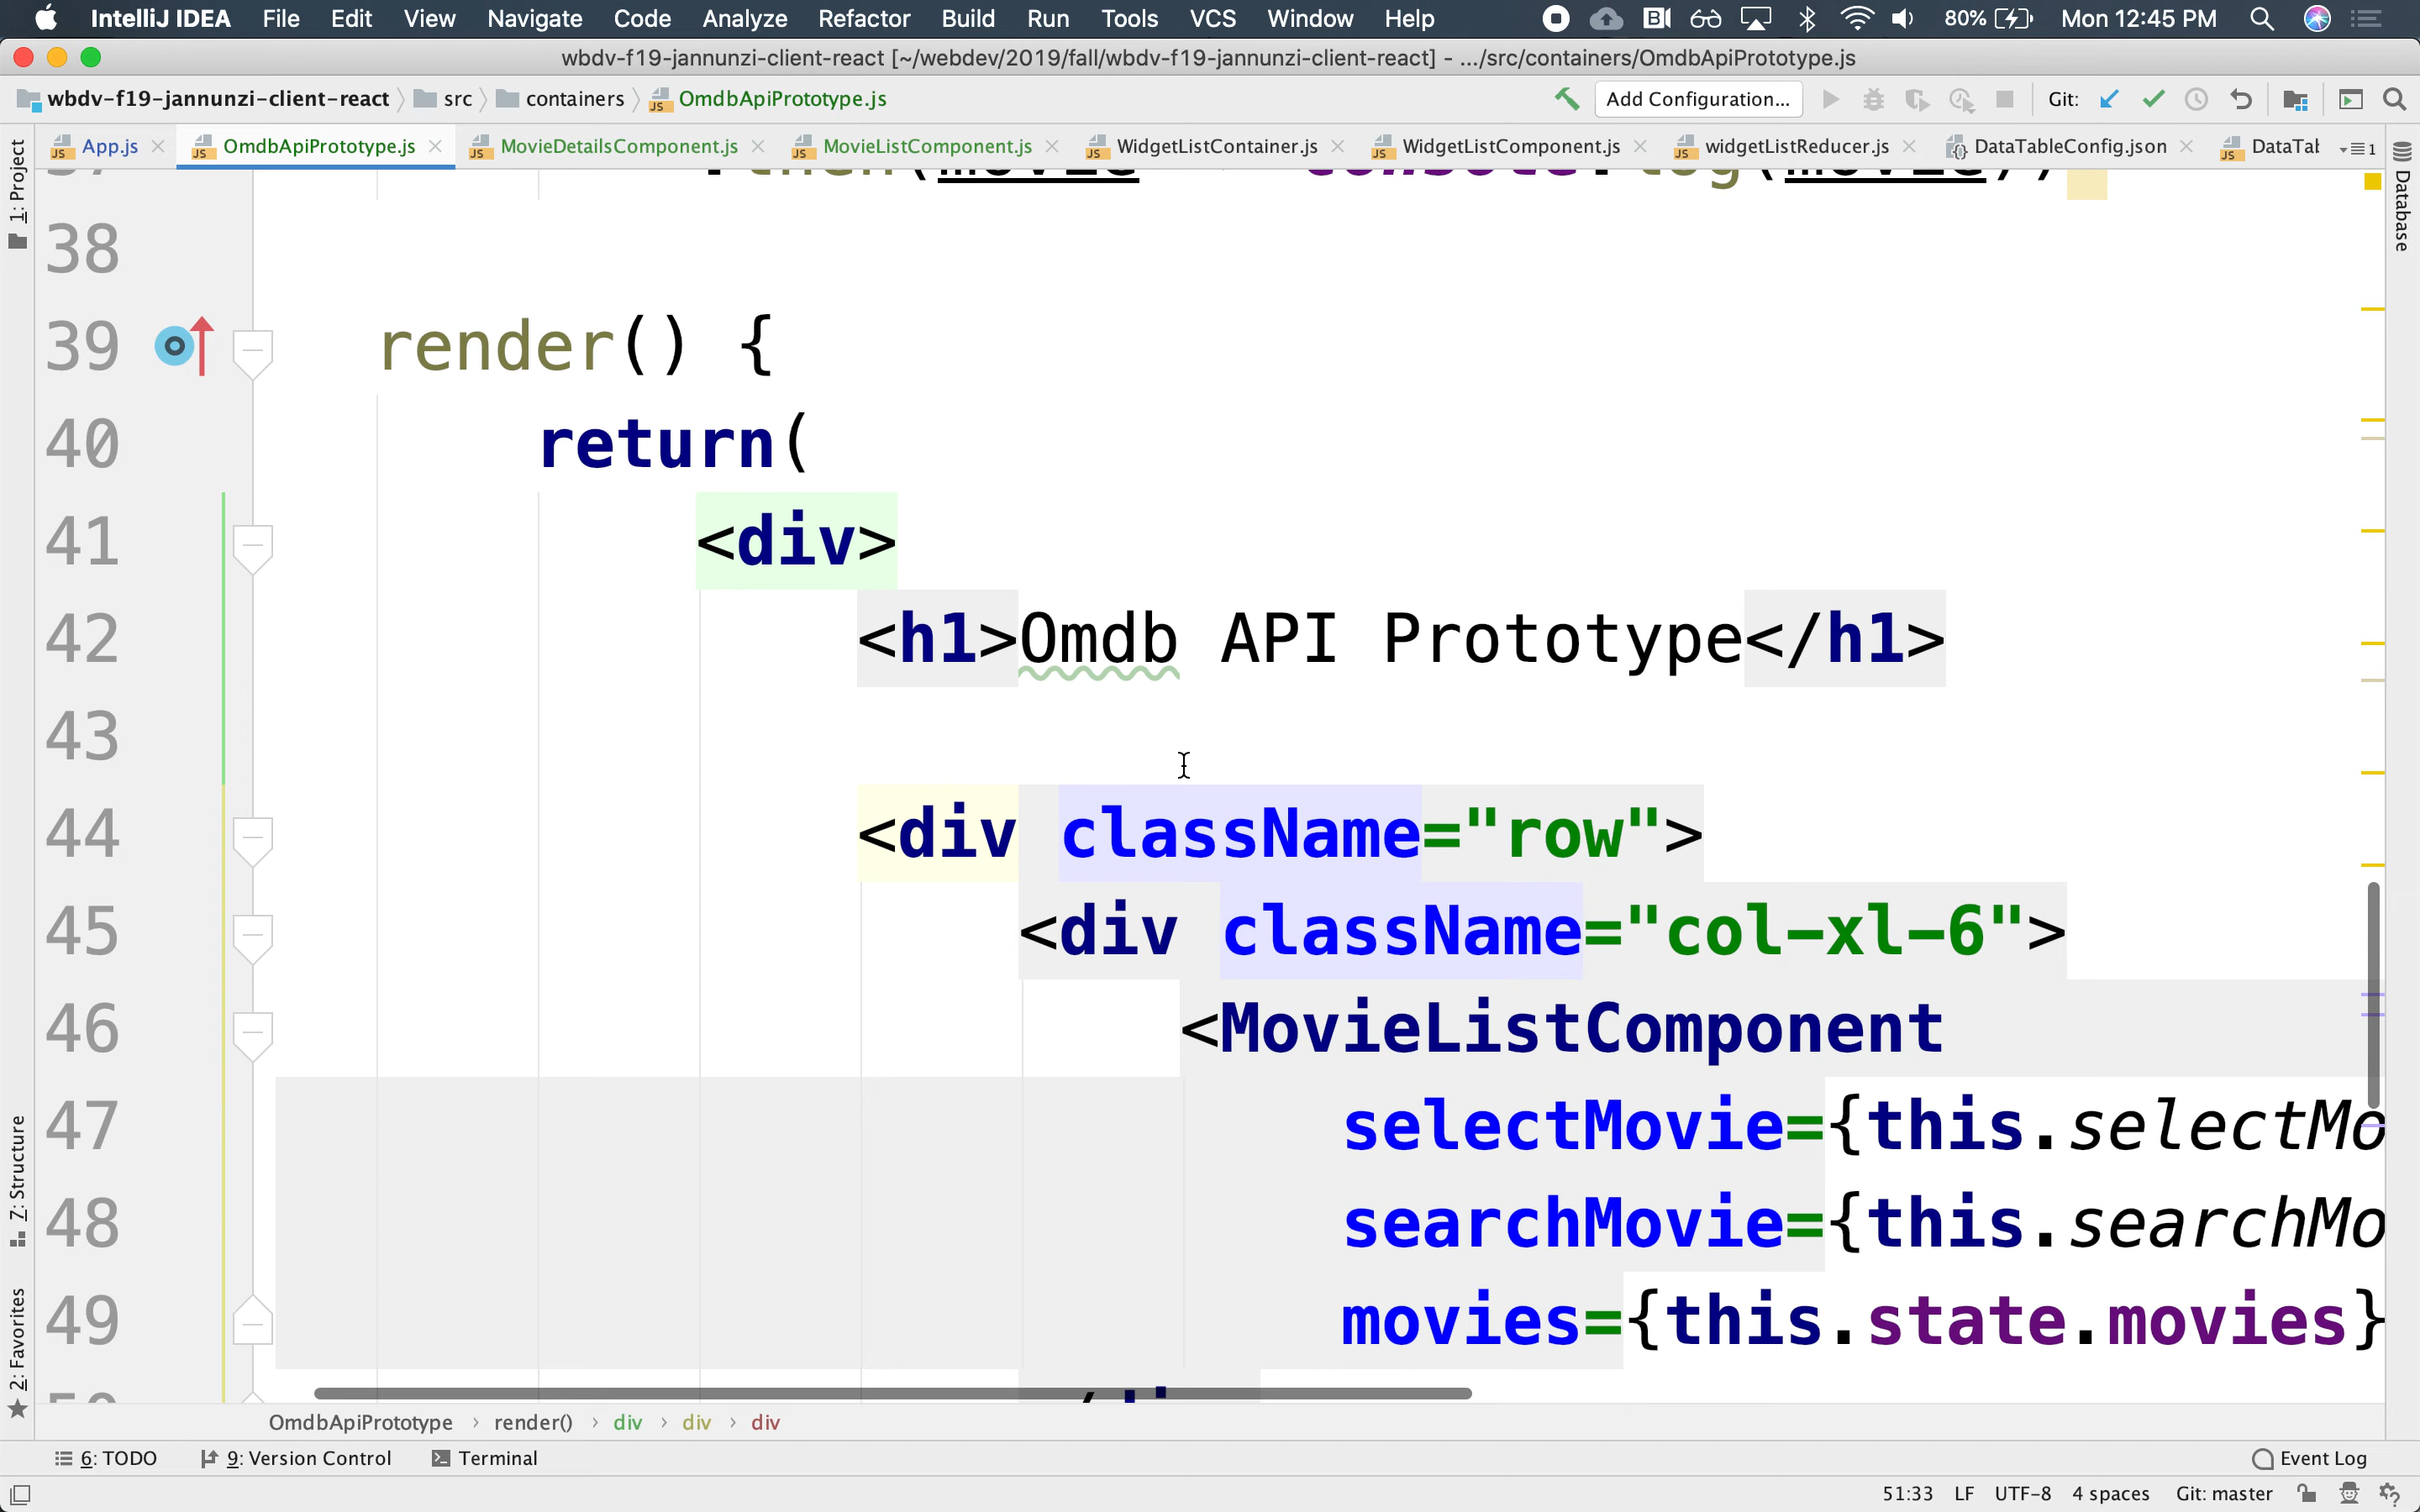 IntelliJ IDEA File Edit View Navigate Code Analyze Refactor Build Run Tools VCS Window Help 80% Mon 12:45 PM
wbdv-f19-jannunzi-client-react [~/webdev/2019/fall/wbdv-f19-jannunzi-client-react] - .../src/containers/OmdbApiPrototype.js
wbdv-f19-jannunzi-client-react src containers OmdbApiPrototype.js Add Configuration... Git:
App.js OmdbApiPrototype.js MovieDetailsComponent.js MovieListComponent.js WidgetListContainer.js WidgetListComponent.js widgetListReducer.js DataTableConfig.json DataTab 1
1: Project
Database
38
39 render() {
40 return(
41 <div>
42 <h1>Omdb API Prototype</h1>
43
44 <div className="row">
45 <div className="col-xl-6">
46 <MovieListComponent
47 selectMovie={this.selectMo
48 searchMovie={this.searchMo
49 movies={this.state.movies}
Z: Structure
2: Favorites
OmdbApiPrototype › render() › div › div › div
6: TODO 9: Version Control Terminal Event Log
51:33 LF UTF-8 4 spaces Git: master